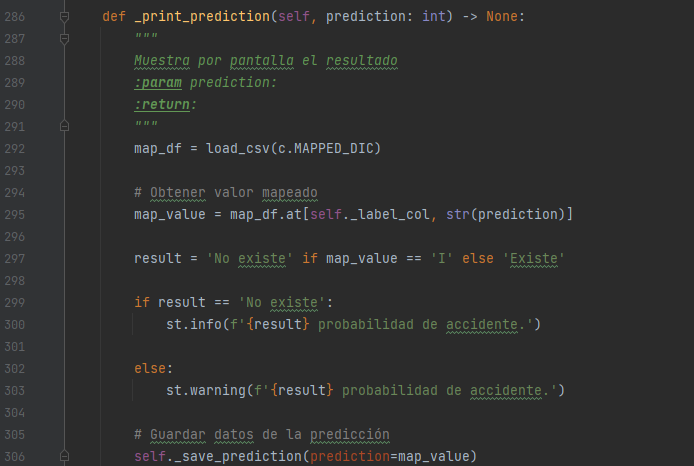 286 def _print_prediction(self, prediction: int) -> None:
287 """
288 Muestra por pantalla el resultado
289 :param prediction:
290 :return:
291 """
292 map_df = load_csv(c.MAPPED_DIC)
293
294 # Obtener valor mapeado
295 map_value = map_df.at[self._label_col, str(prediction)]
296
297 result = 'No existe' if map_value == 'I' else 'Existe'
298
299 if result == 'No existe':
300 st.info(f'{result} probabilidad de accidente.')
301
302 else:
303 st.warning(f'{result} probabilidad de accidente.')
304
305 # Guardar datos de la predicción
306 self._save_prediction(prediction=map_value)